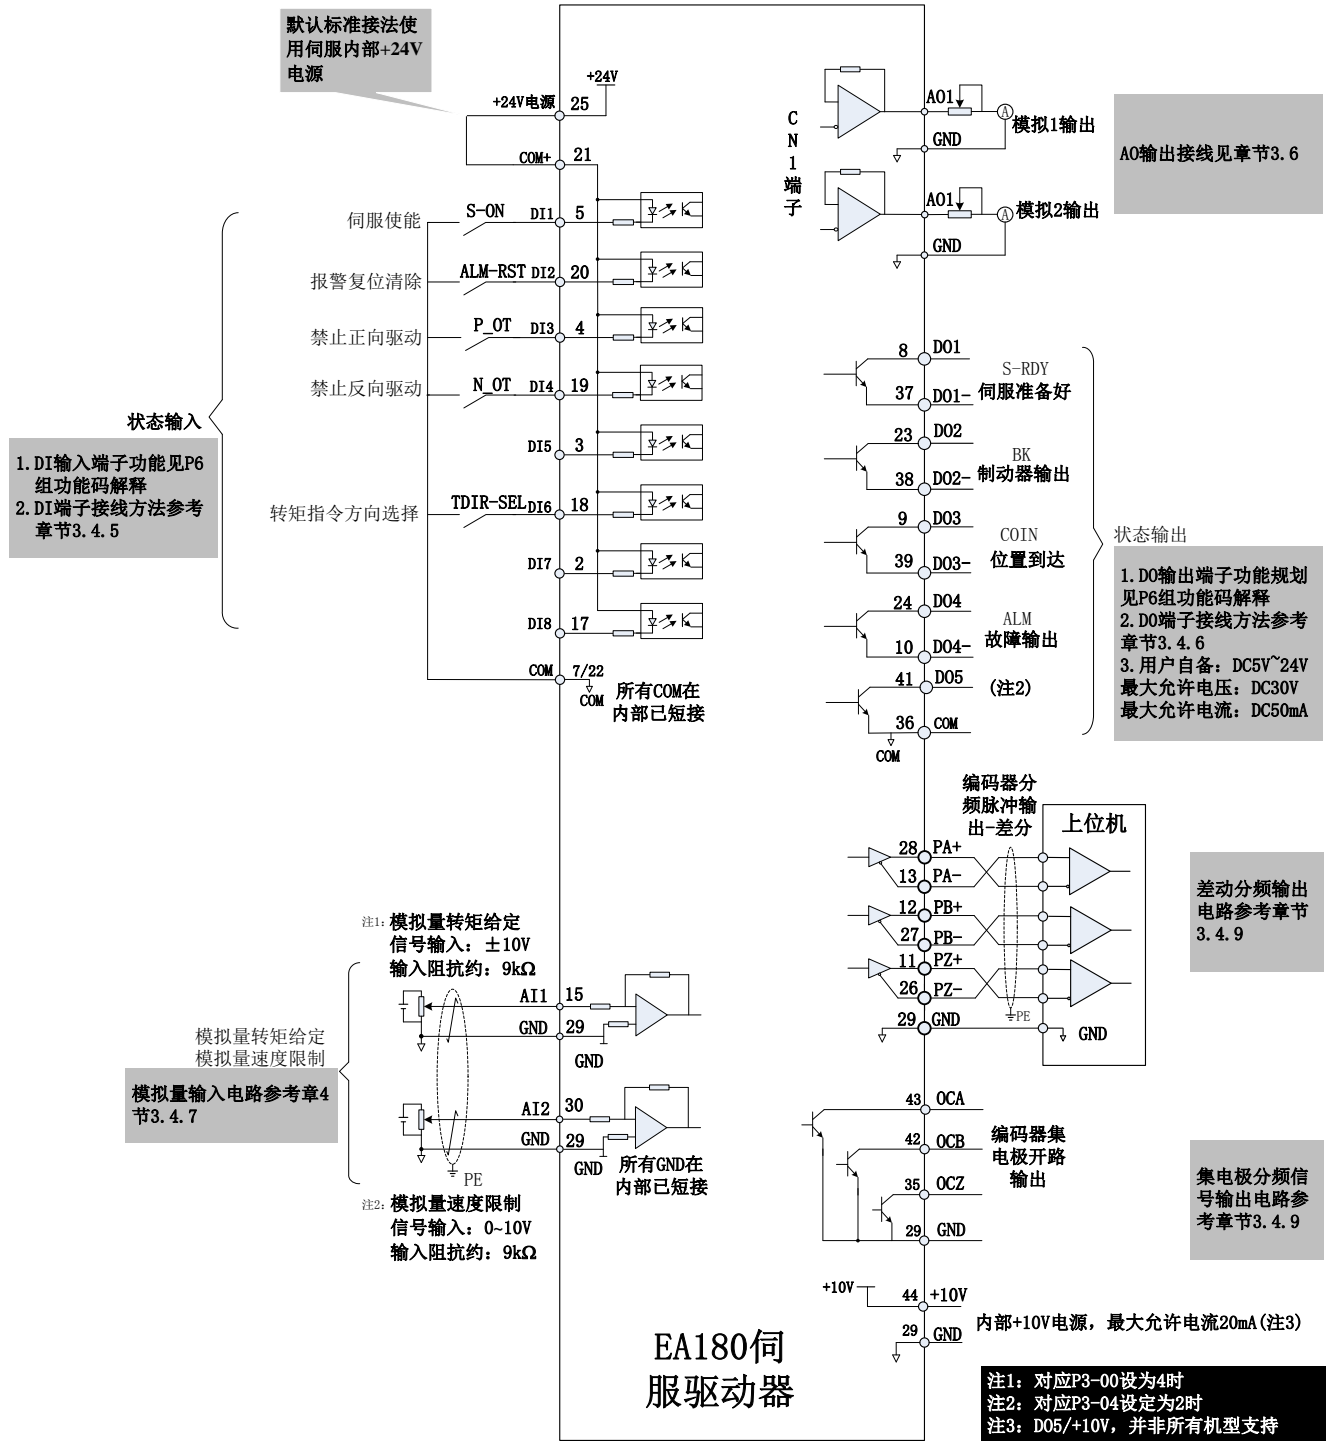 默认标准接法使
用伺服内部+24V
电源
+24V
+24V电源 25
COM+ 21
伺服使能 S-ON DI1 5
报警复位清除 ALM-RST DI2 20
禁止正向驱动 P_OT DI3 4
禁止反向驱动 N_OT DI4 19
DI5 3
转矩指令方向选择 TDIR-SEL DI6 18
DI7 2
DI8 17
COM 7/22
COM
所有COM在
内部已短接
状态输入
1.DI输入端子功能见P6
组功能码解释
2.DI端子接线方法参考
章节3.4.5
注1: 模拟量转矩给定
信号输入: ±10V
输入阻抗约: 9kΩ
AI1 15
GND 29
GND
模拟量转矩给定
模拟量速度限制
模拟量输入电路参考章4
节3.4.7
AI2 30
GND 29
GND
PE
所有GND在
内部已短接
注2: 模拟量速度限制
信号输入: 0~10V
输入阻抗约: 9kΩ
CN1端子
AO1
GND
A
模拟1输出
AO1
GND
A
模拟2输出
AO输出接线见章节3.6
8 DO1
S-RDY
伺服准备好
37 DO1-
23 DO2
BK
制动器输出
38 DO2-
9 DO3
COIN
位置到达
39 DO3-
24 DO4
ALM
故障输出
10 DO4-
41 DO5 (注2)
36 COM
COM
状态输出
1.DO输出端子功能规划
见P6组功能码解释
2.DO端子接线方法参考
章节3.4.6
3.用户自备: DC5V~24V
最大允许电压: DC30V
最大允许电流: DC50mA
编码器分
频脉冲输
出-差分
上位机
28 PA+
13 PA-
12 PB+
27 PB-
11 PZ+
26 PZ-
PE
29 GND
GND
差动分频输出
电路参考章节
3.4.9
43 OCA
42 OCB
35 OCZ
29 GND
编码器集
电极开路
输出
集电极分频信
号输出电路参
考章节3.4.9
+10V
44 +10V
内部+10V电源，最大允许电流20mA(注3)
29 GND
EA180伺
服驱动器
注1: 对应P3-00设为4时
注2: 对应P3-04设定为2时
注3: DO5/+10V，并非所有机型支持